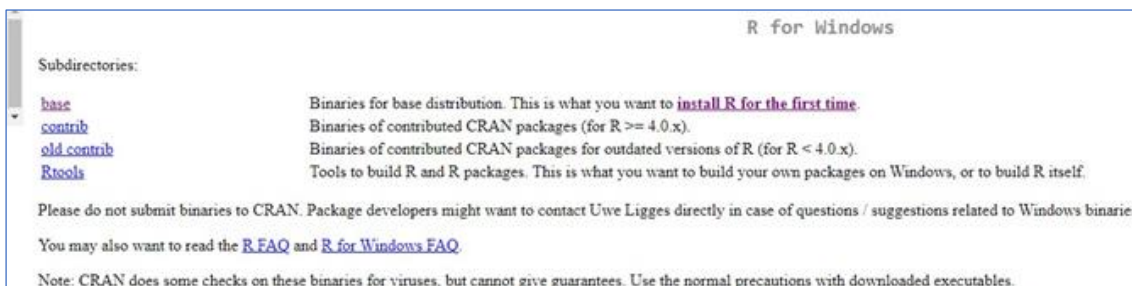 R for Windows
Subdirectories:
base Binaries for base distribution. This is what you want to install R for the first time.
contrib Binaries of contributed CRAN packages (for R >= 4.0.x).
old contrib Binaries of contributed CRAN packages for outdated versions of R (for R < 4.0.x).
Rtools Tools to build R and R packages. This is what you want to build your own packages on Windows, or to build R itself.
Please do not submit binaries to CRAN. Package developers might want to contact Uwe Ligges directly in case of questions / suggestions related to Windows binarie
You may also want to read the R FAQ and R for Windows FAQ.
Note: CRAN does some checks on these binaries for viruses, but cannot give guarantees. Use the normal precautions with downloaded executables.